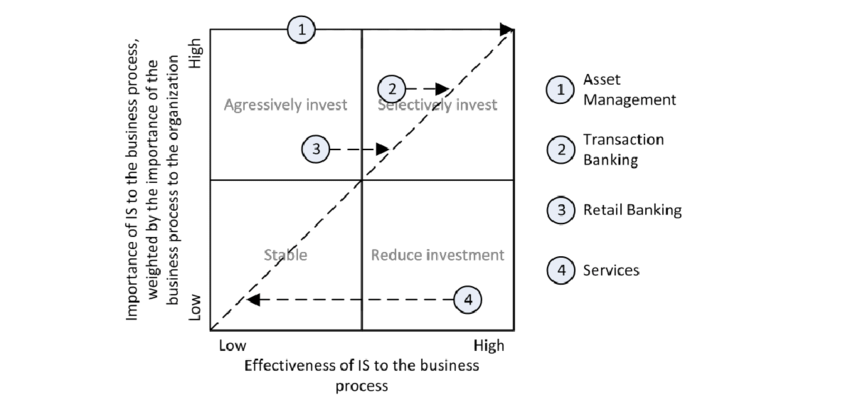 Importance of IS to the business process,
weighted by the importance of the
business process to the organization
High
Low
1
Agressively invest
2
Selectively invest
3
Stable
Reduce investment
4
Low
High
Effectiveness of IS to the business
process
1
Asset
Management
2
Transaction
Banking
3
Retail Banking
4
Services